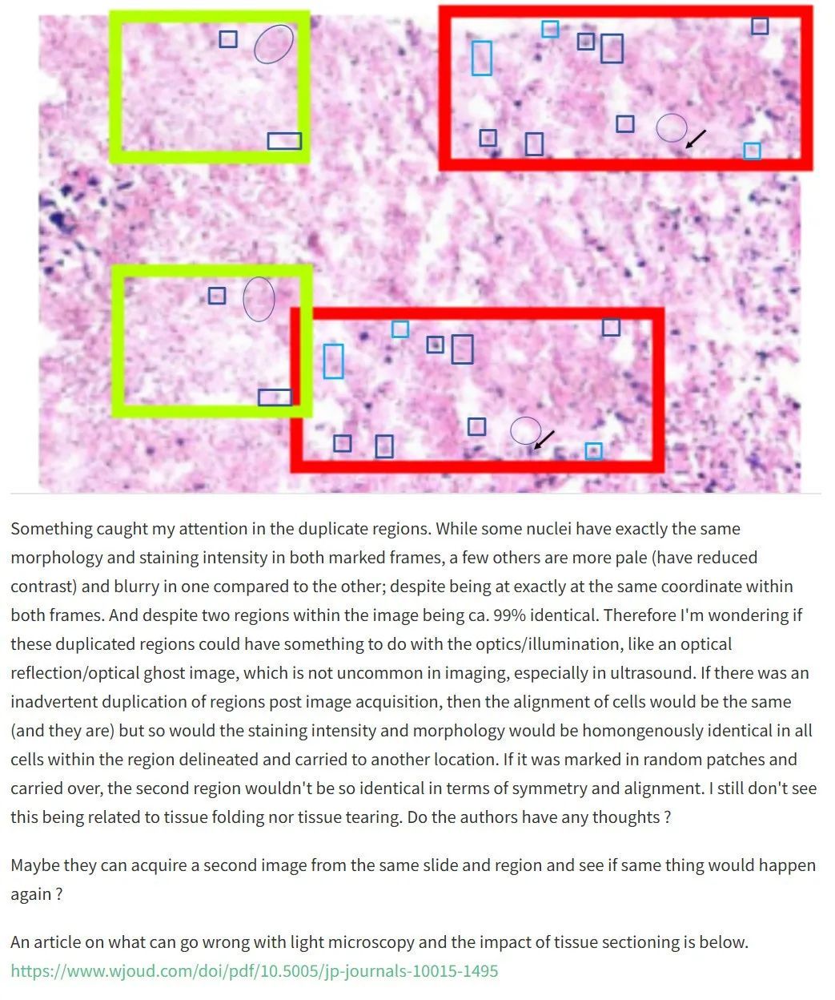 Something caught my attention in the duplicate regions. While some nuclei have exactly the same
morphology and staining intensity in both marked frames, a few others are more pale (have reduced
contrast) and blurry in one compared to the other; despite being at exactly at the same coordinate within
both frames. And despite two regions within the image being ca. 99% identical. Therefore I'm wondering if
these duplicated regions could have something to do with the optics/illumination, like an optical
reflection/optical ghost image, which is not uncommon in imaging, especially in ultrasound. If there was an
inadvertent duplication of regions post image acquisition, then the alignment of cells would be the same
(and they are) but so would the staining intensity and morphology would be homongenously identical in all
cells within the region delineated and carried to another location. If it was marked in random patches and
carried over, the second region wouldn't be so identical in terms of symmetry and alignment. I still don't see
this being related to tissue folding nor tissue tearing. Do the authors have any thoughts ?
Maybe they can acquire a second image from the same slide and region and see if same thing would happen
again ?
An article on what can go wrong with light microscopy and the impact of tissue sectioning is below.
https://www.wjoud.com/doi/pdf/10.5005/jp-journals-10015-1495